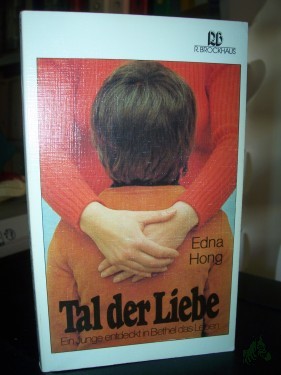 R. BROCKHAUS
Edna
Hong
Tal der Liebe
Ein Junge entdeckt in Bethel das Leben